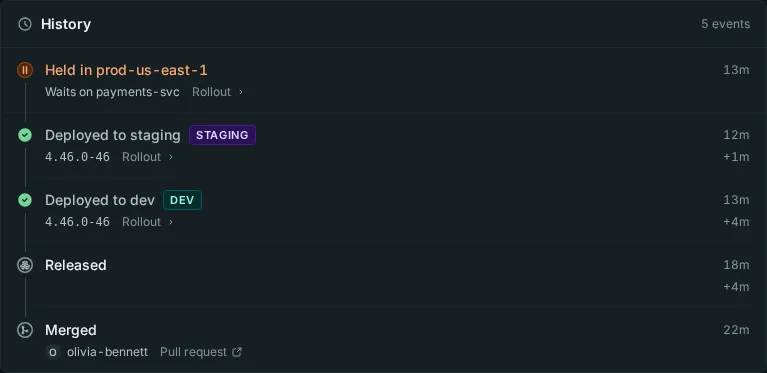 History 5 events
Held in prod-us-east-1 13m
Waits on payments-svc Rollout ›
Deployed to staging STAGING 12m
4.46.0-46 Rollout › +1m
Deployed to dev DEV 13m
4.46.0-46 Rollout › +4m
Released 18m
+4m
Merged 22m
O olivia-bennett Pull request